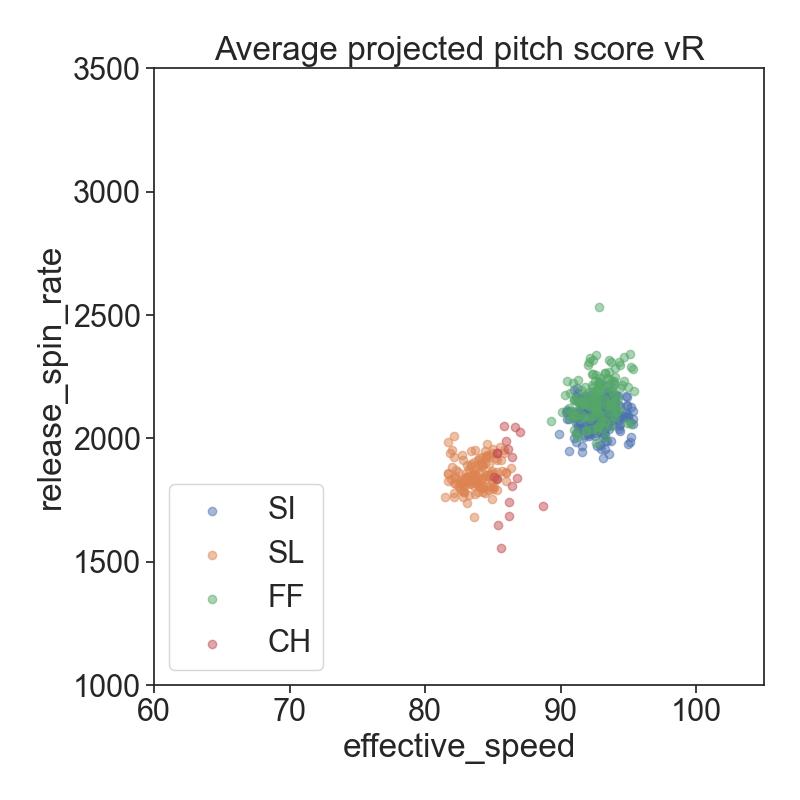 Average projected pitch score vR
3500
3000
2500
2000
1500
1000
release_spin_rate
SI
SL
FF
CH
60 70 80 90 100
effective_speed